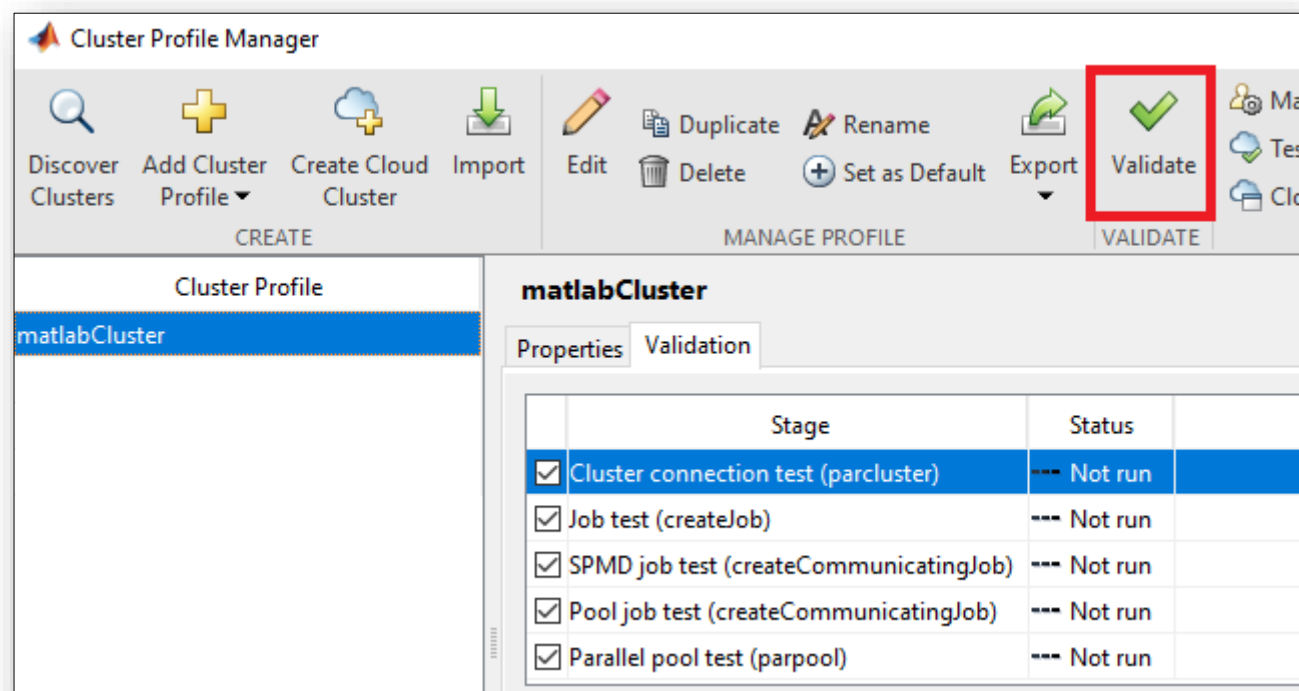 Cluster Profile Manager
Discover Clusters
Add Cluster Profile
Create Cloud Cluster
Import
Edit
Duplicate
Delete
Rename
Set as Default
Export
Validate
CREATE
MANAGE PROFILE
VALIDATE
Cluster Profile
matlabCluster
matlabCluster
Properties
Validation
Stage Status
Cluster connection test (parcluster) --- Not run
Job test (createJob) --- Not run
SPMD job test (createCommunicatingJob) --- Not run
Pool job test (createCommunicatingJob) --- Not run
Parallel pool test (parpool) --- Not run